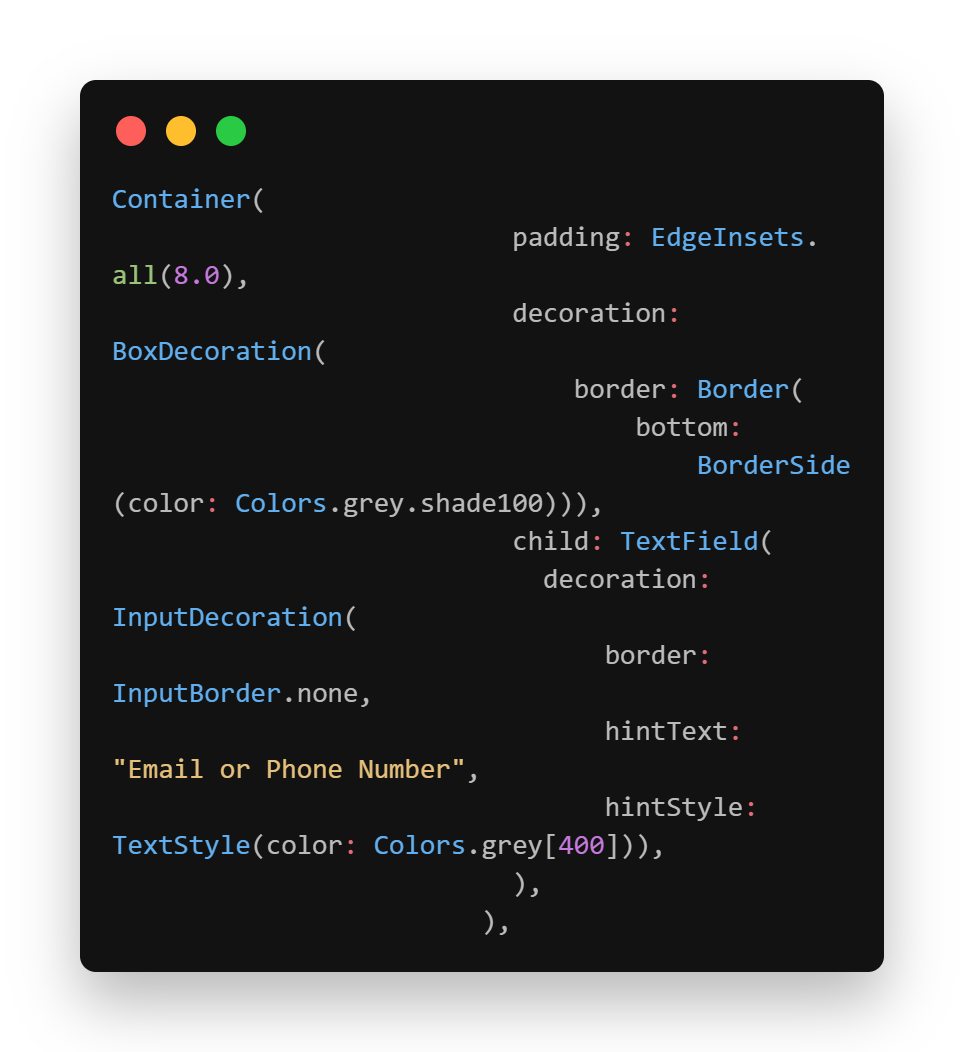 Container(
                          padding: EdgeInsets.
all(8.0),
                          decoration:
BoxDecoration(
                              border: Border(
                                  bottom:
                                      BorderSide
(color: Colors.grey.shade100))),
                          child: TextField(
                            decoration:
InputDecoration(
                                border:
InputBorder.none,
                                hintText:
"Email or Phone Number",
                                hintStyle:
TextStyle(color: Colors.grey[400])),
                          ),
                        ),